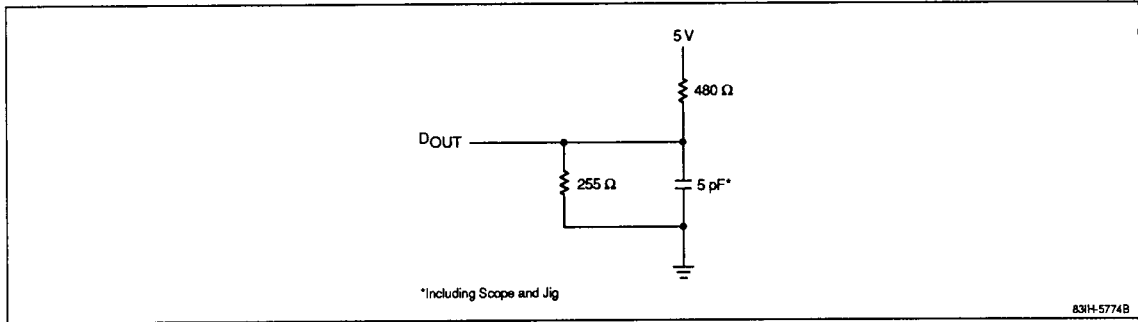 5 V
480 Ω
DOUT
255 Ω
5 pF*
*Including Scope and Jig
83IH-5774B